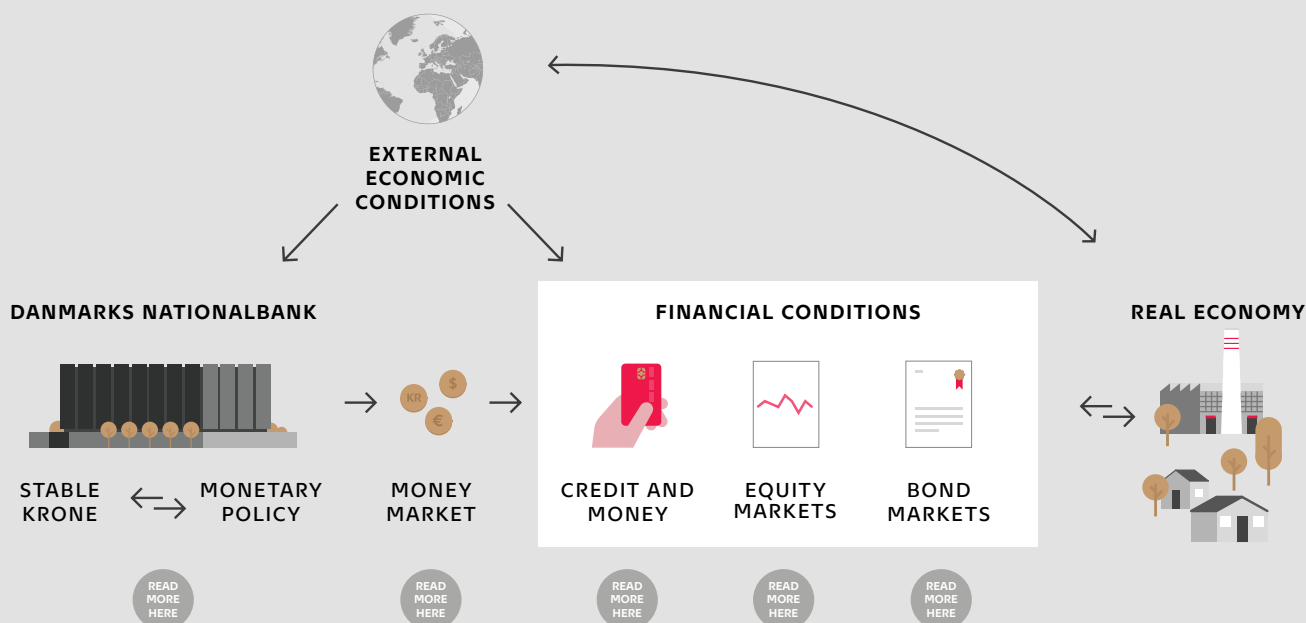 EXTERNAL
ECONOMIC
CONDITIONS
DANMARKS NATIONALBANK
FINANCIAL CONDITIONS
REAL ECONOMY
KR
$
€
STABLE
KRONE
MONETARY
POLICY
MONEY
MARKET
CREDIT AND
MONEY
EQUITY
MARKETS
BOND
MARKETS
READ
MORE
HERE
READ
MORE
HERE
READ
MORE
HERE
READ
MORE
HERE
READ
MORE
HERE